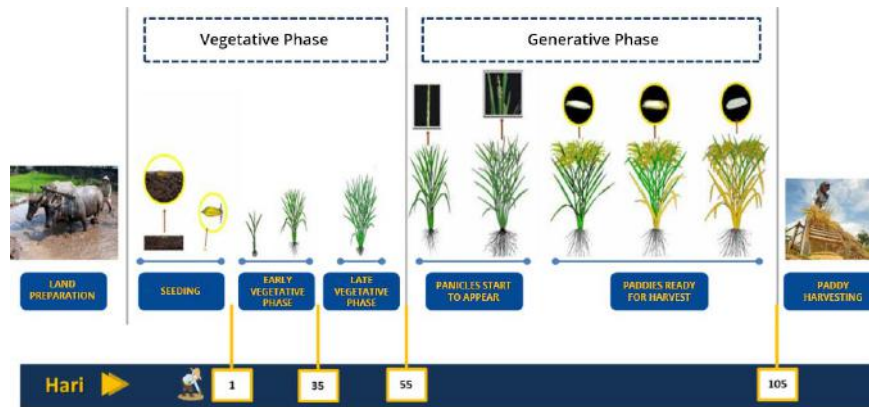 Vegetative Phase
Generative Phase
LAND
PREPARATION
SEEDING
EARLY
VEGETATIVE
PHASE
LATE
VEGETATIVE
PHASE
PANICLES START
TO APPEAR
PADDIES READY
FOR HARVEST
PADDY
HARVESTING
Hari
1
35
55
105